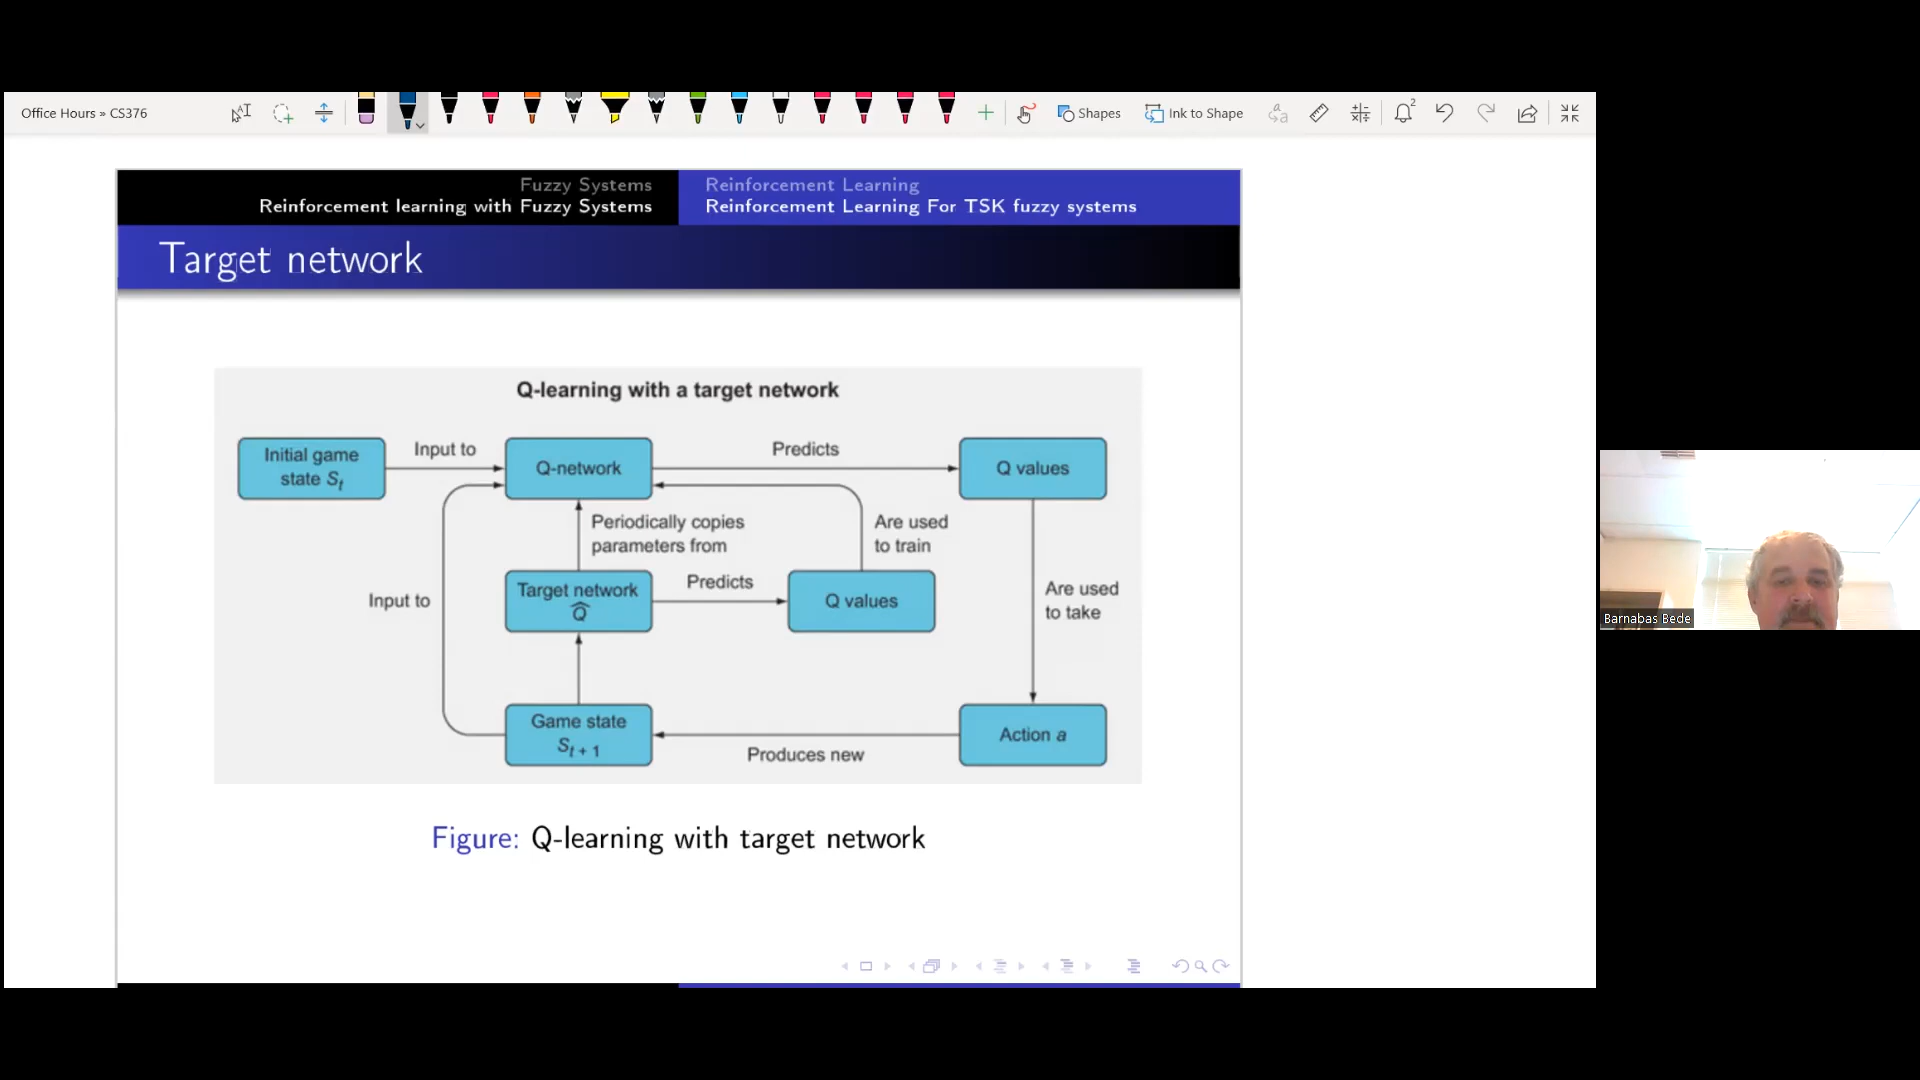 Office Hours » CS376
Shapes
Ink to Shape
2
Fuzzy Systems
Reinforcement learning with Fuzzy Systems
Reinforcement Learning
Reinforcement Learning For TSK fuzzy systems
Target network
Q-learning with a target network
Initial game
state St
Input to
Q-network
Predicts
Q values
Periodically copies
parameters from
Are used
to train
Input to
Target network
Q̂
Predicts
Q values
Are used
to take
Game state
St + 1
Produces new
Action a
Figure: Q-learning with target network
Barnabas Bede